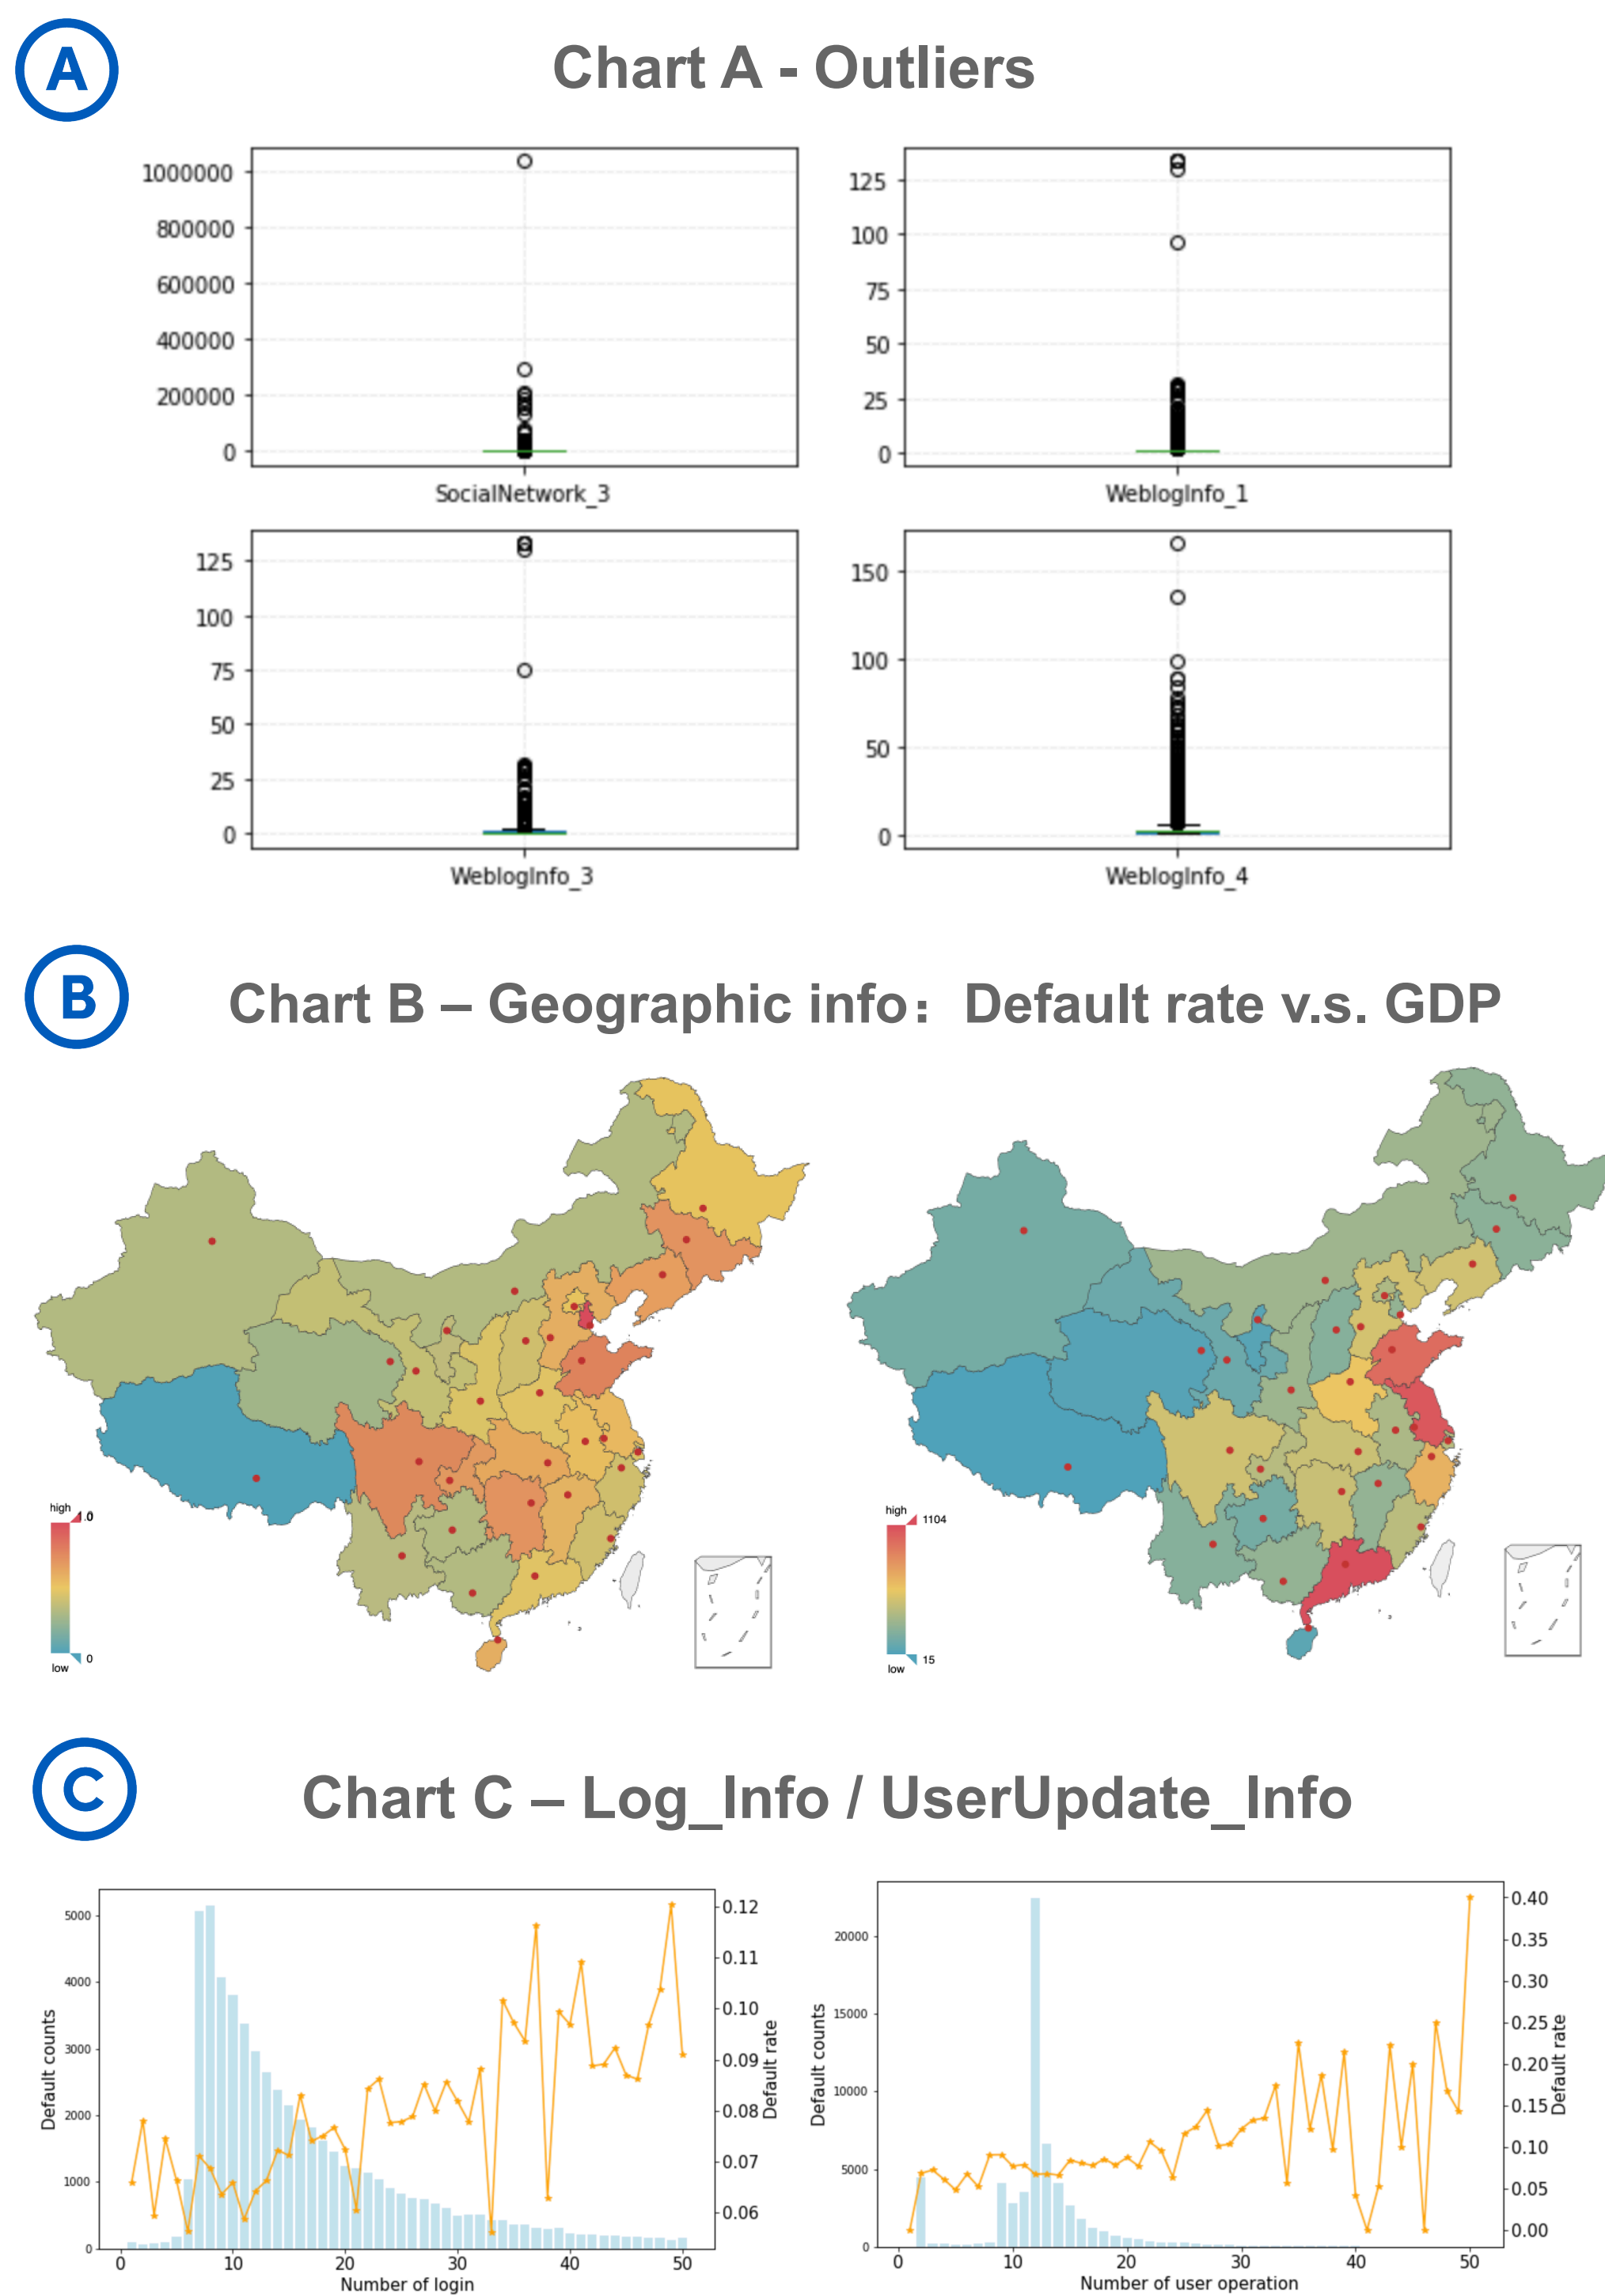 A
Chart A - Outliers
1000000
800000
600000
400000
200000
0
SocialNetwork_3
125
100
75
50
25
0
WeblogInfo_1
125
100
75
50
25
0
WeblogInfo_3
150
100
50
0
WeblogInfo_4
B
Chart B – Geographic info： Default rate v.s. GDP
high
1.0
0
low
high
1104
15
low
C
Chart C – Log_Info / UserUpdate_Info
Default counts
5000
4000
3000
2000
1000
0
0 10 20 30 40 50
Number of login
0.12
0.11
0.10
0.09
0.08
0.07
0.06
Default rate
Default counts
20000
15000
10000
5000
0
0 10 20 30 40 50
Number of user operation
0.40
0.35
0.30
0.25
0.20
0.15
0.10
0.05
0.00
Default rate